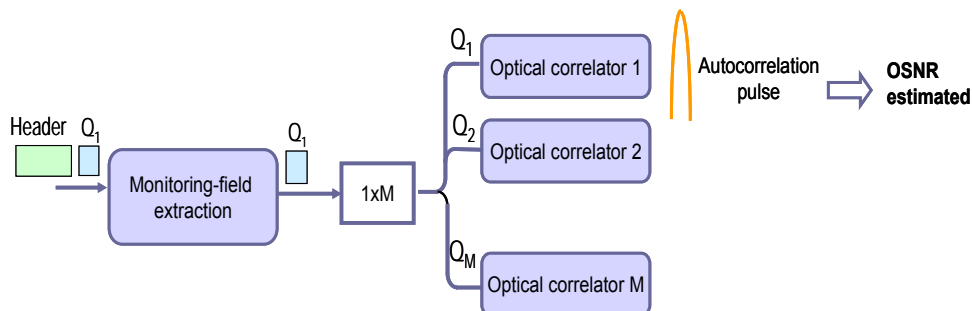 Header Q1
Monitoring-field
extraction
Q1
1xM
Q1
Optical correlator 1
Q2
Optical correlator 2
QM
Optical correlator M
Autocorrelation
pulse
OSNR
estimated